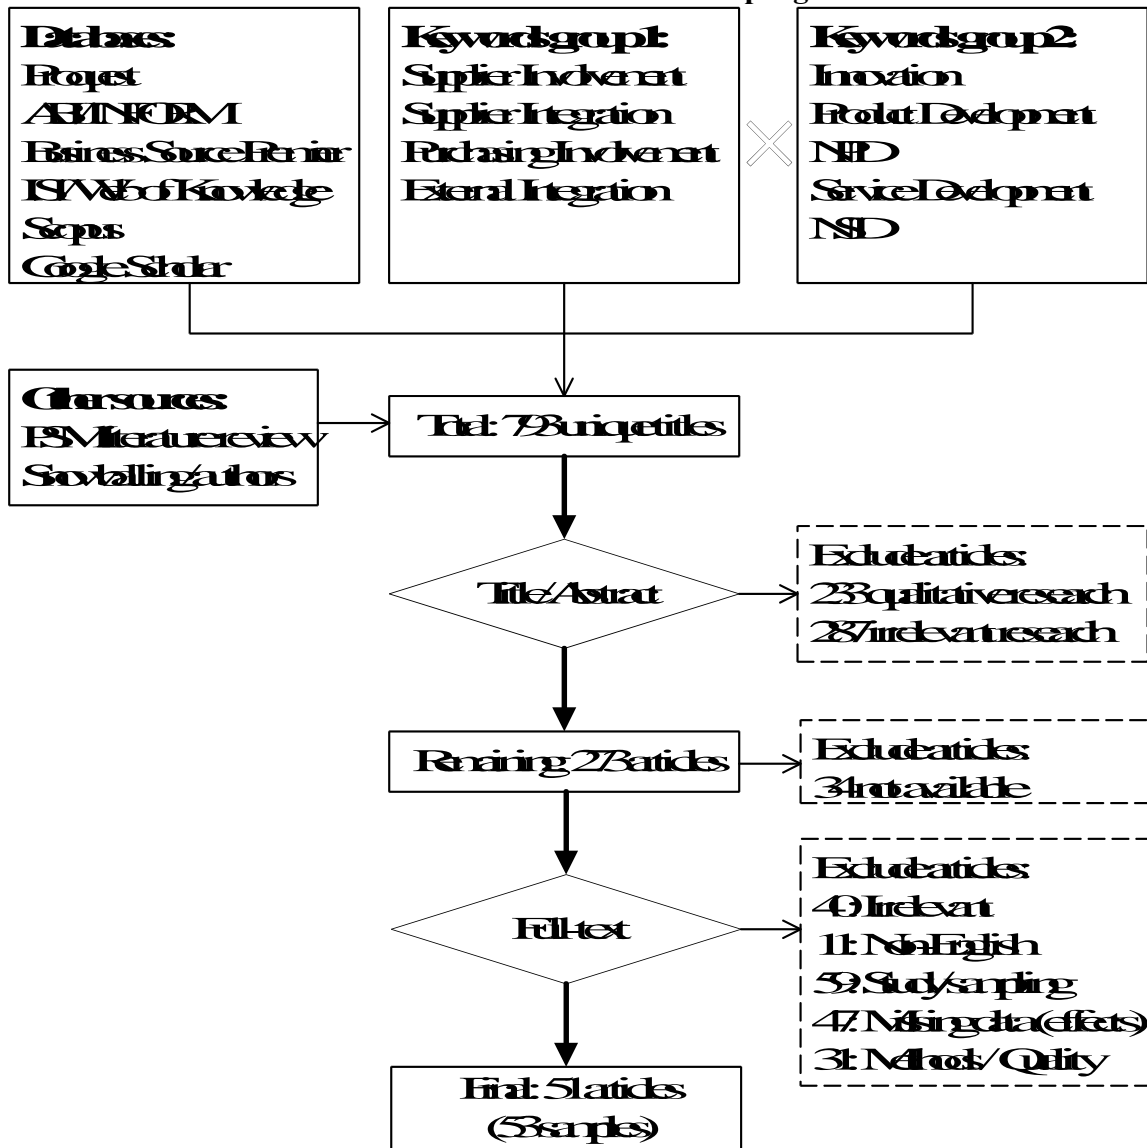 Databases:
Proquest
ABI/INFORM
Business Source Premier
ISI/Web of Knowledge
Scopus
Google Scholar
Keywords group 1:
Supplier Involvement
Supplier Integration
Purchasing Involvement
External Integration
Keywords group 2:
Innovation
Product Development
NPD
Service Development
NSD
Other sources:
PSM literature review
Snowballing/authors
Total: 793 unique titles
Title/Abstract
Exclude articles:
233 qualitative research
287 irrelevant research
Remaining: 273 articles
Exclude articles:
34 not available
Full-text
Exclude articles:
40: Irrelevant
11: Non-English
59: Study/sampling
47: Missing data (effects)
31: Methods / Quality
Final: 51 articles
(53 samples)